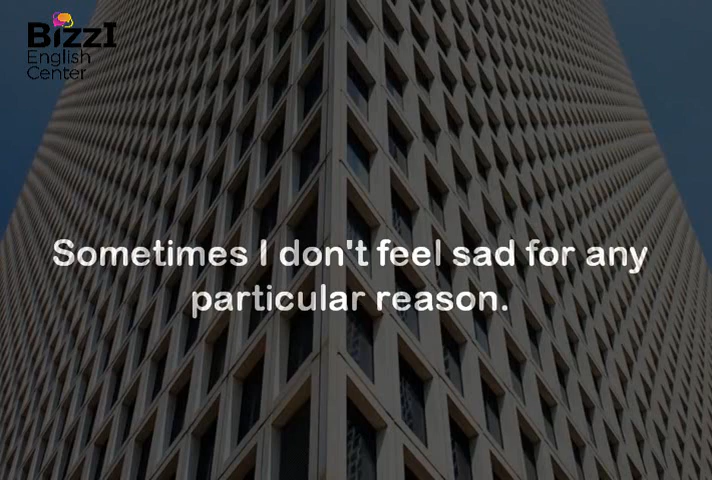 BIZZI
English
Center
Sometimes I don't feel sad for any
particular reason.